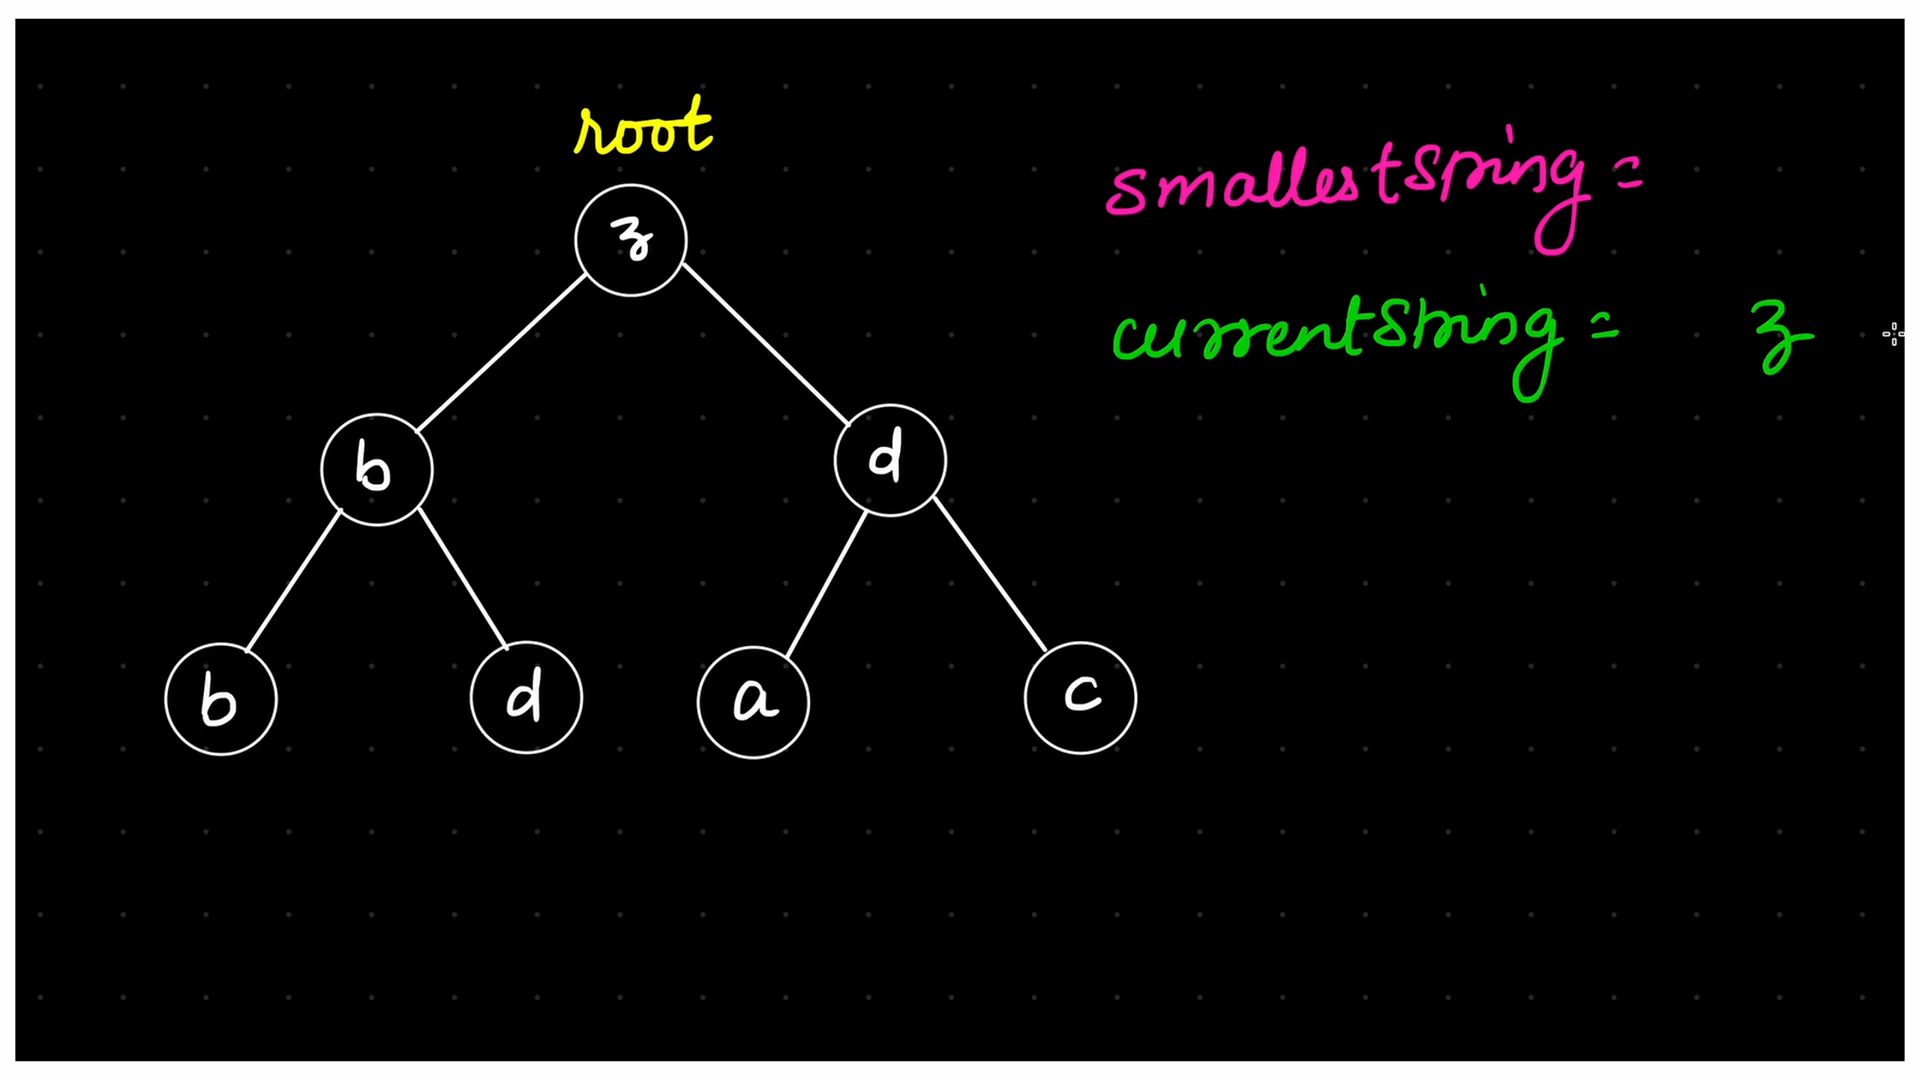 root
smallestString =
currentString = z
z
b
d
b
d
a
c